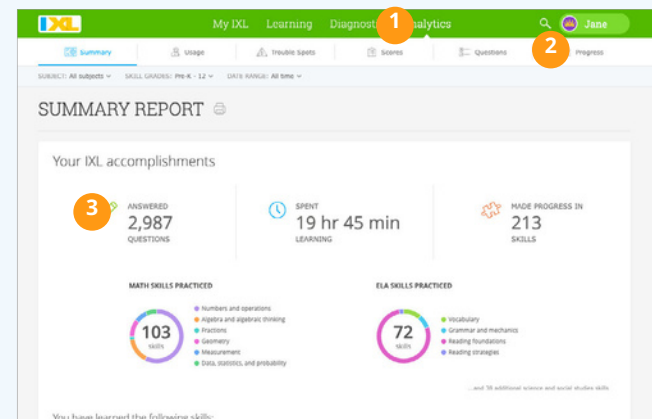 IXL
My IXL Learning Diagnost 1 nalytics Jane
Summary Usage Trouble Spots Scores Questions 2 Progress
SUBJECT: All subjects SKILL GRADES: Pre-K - 12 DATE RANGE: All time
SUMMARY REPORT
Your IXL accomplishments
3
ANSWERED
2,987
QUESTIONS
SPENT
19 hr 45 min
LEARNING
MADE PROGRESS IN
213
SKILLS
MATH SKILLS PRACTICED
103
skills
Numbers and operations
Algebra and algebraic thinking
Fractions
Geometry
Measurement
Data, statistics, and probability
ELA SKILLS PRACTICED
72
skills
Vocabulary
Grammar and mechanics
Reading foundations
Reading strategies
...and 38 additional science and social studies skills
You have learned the following skills: